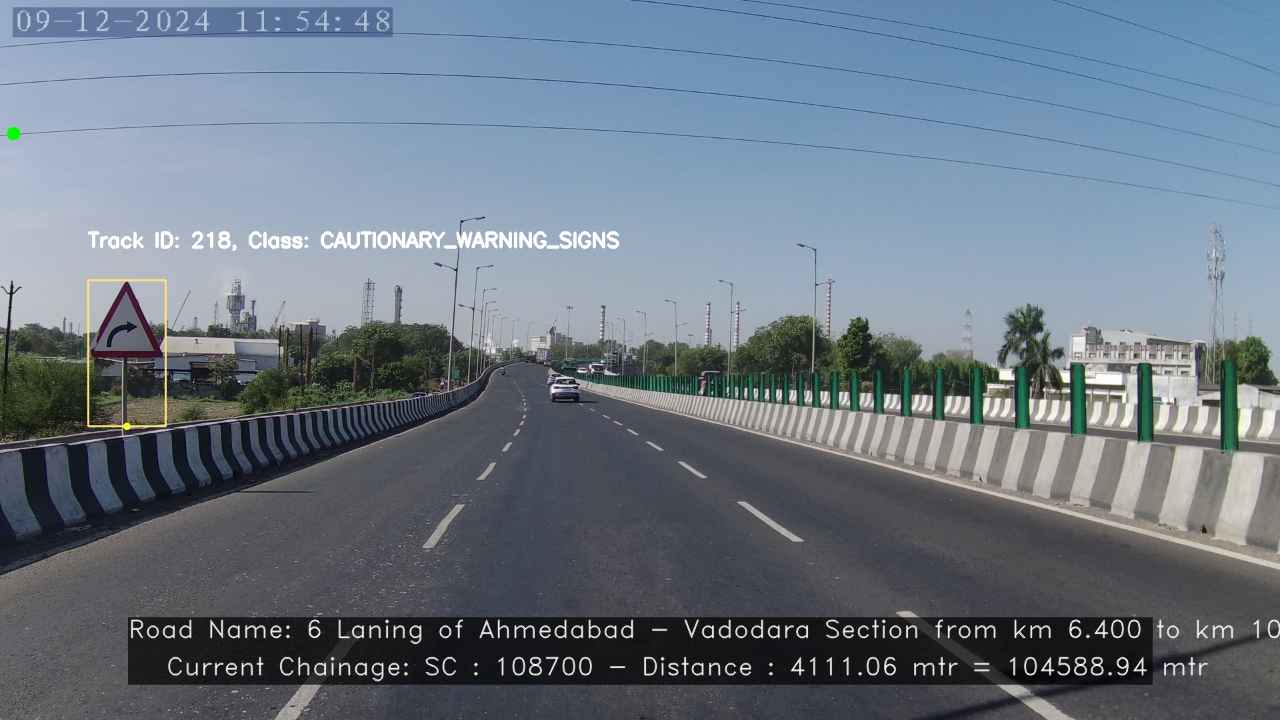 09-12-2024 11:54:48
Track ID: 218, Class: CAUTIONARY_WARNING_SIGNS
Road Name: 6 Laning of Ahmedabad - Vadodara Section from km 6.400 to km 10
Current Chainage: SC : 108700 - Distance : 4111.06 mtr = 104588.94 mtr